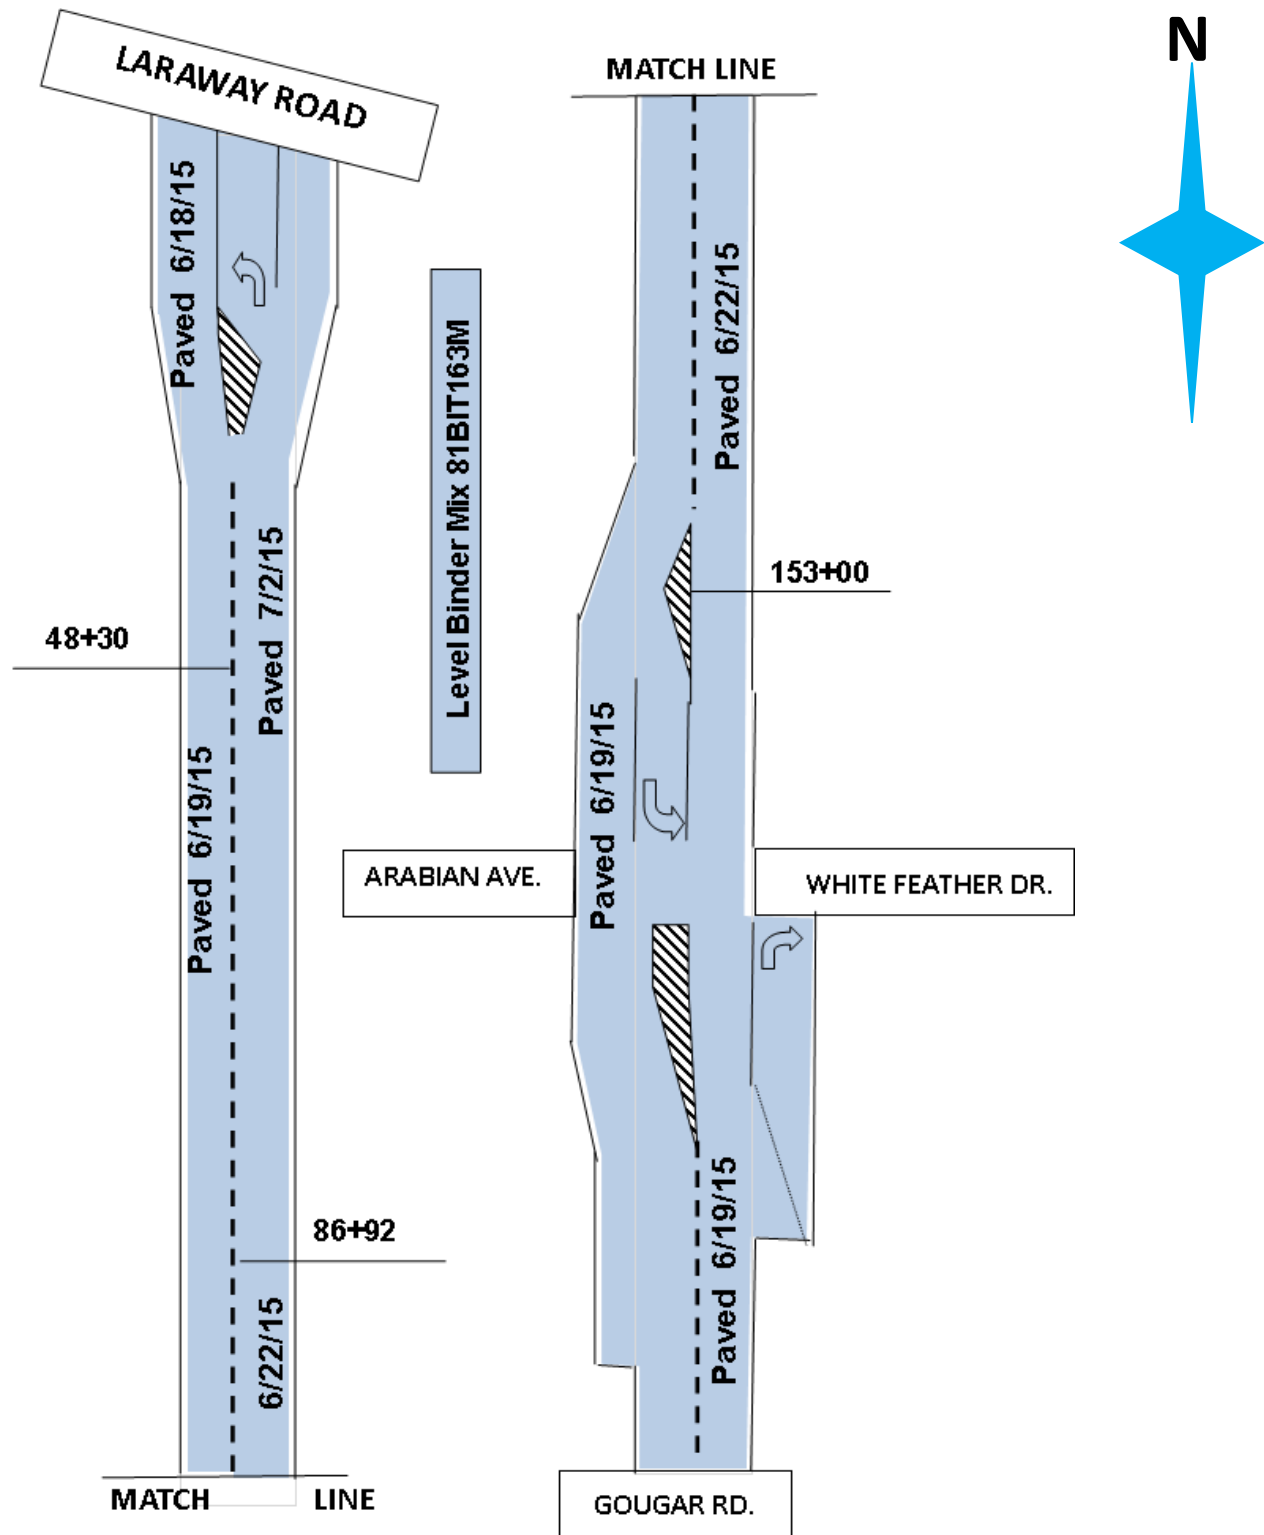 LARAWAY ROAD
Paved 6/18/15
Paved 7/2/15
48+30
Paved 6/19/15
86+92
6/22/15
MATCH LINE
Level Binder Mix 81BIT163M
MATCH LINE
Paved 6/22/15
153+00
Paved 6/19/15
ARABIAN AVE.
WHITE FEATHER DR.
Paved 6/19/15
GOUGAR RD.
N